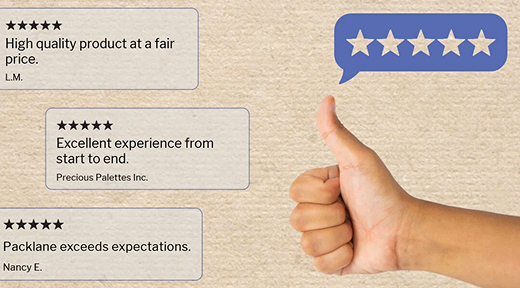 ★★★★★
High quality product at a fair
price.
L.M.
★★★★★
Excellent experience from
start to end.
Precious Palettes Inc.
★★★★★
Packlane exceeds expectations.
Nancy E.